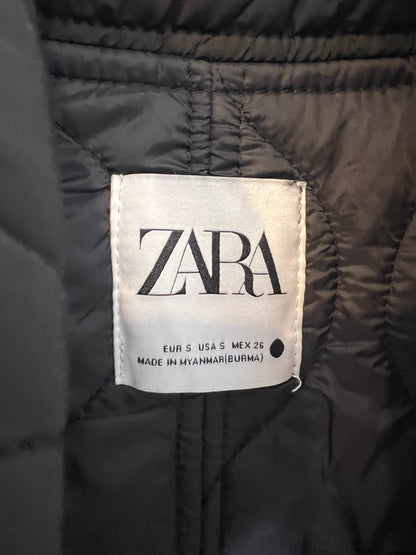 ZARA
EUR S USA S MEX 26
MADE IN MYANMAR(BURMA)